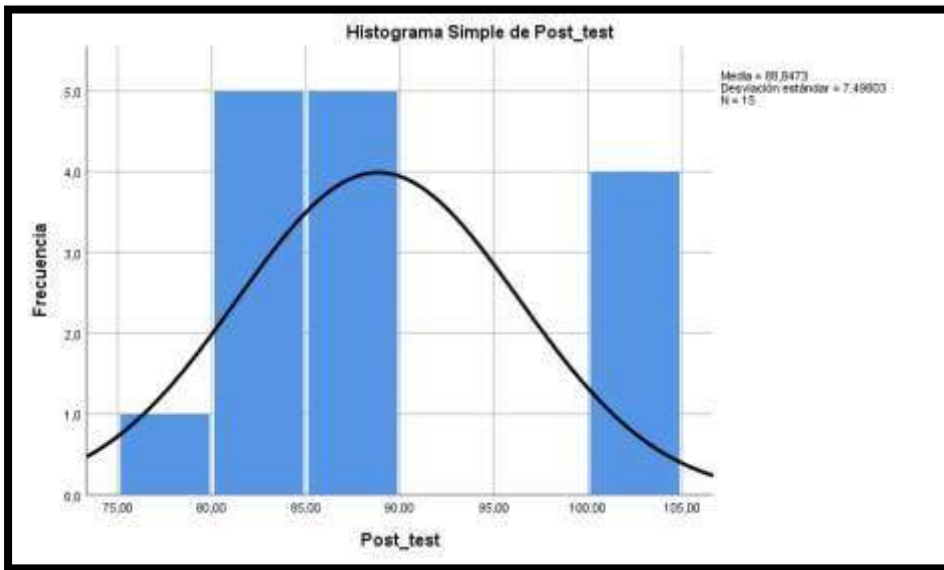 Histograma Simple de Post_test
Media = 88,8473
Desviación estándar = 7,49803
N = 15
5,0
4,0
3,0
2,0
1,0
0,0
Frecuencia
75,00 80,00 85,00 90,00 95,00 100,00 105,00
Post_test